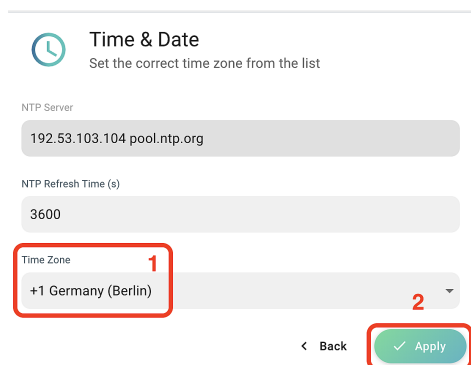 Time & Date
Set the correct time zone from the list
NTP Server
192.53.103.104 pool.ntp.org
NTP Refresh Time (s)
3600
Time Zone
1
+1 Germany (Berlin)
2
Back
Apply